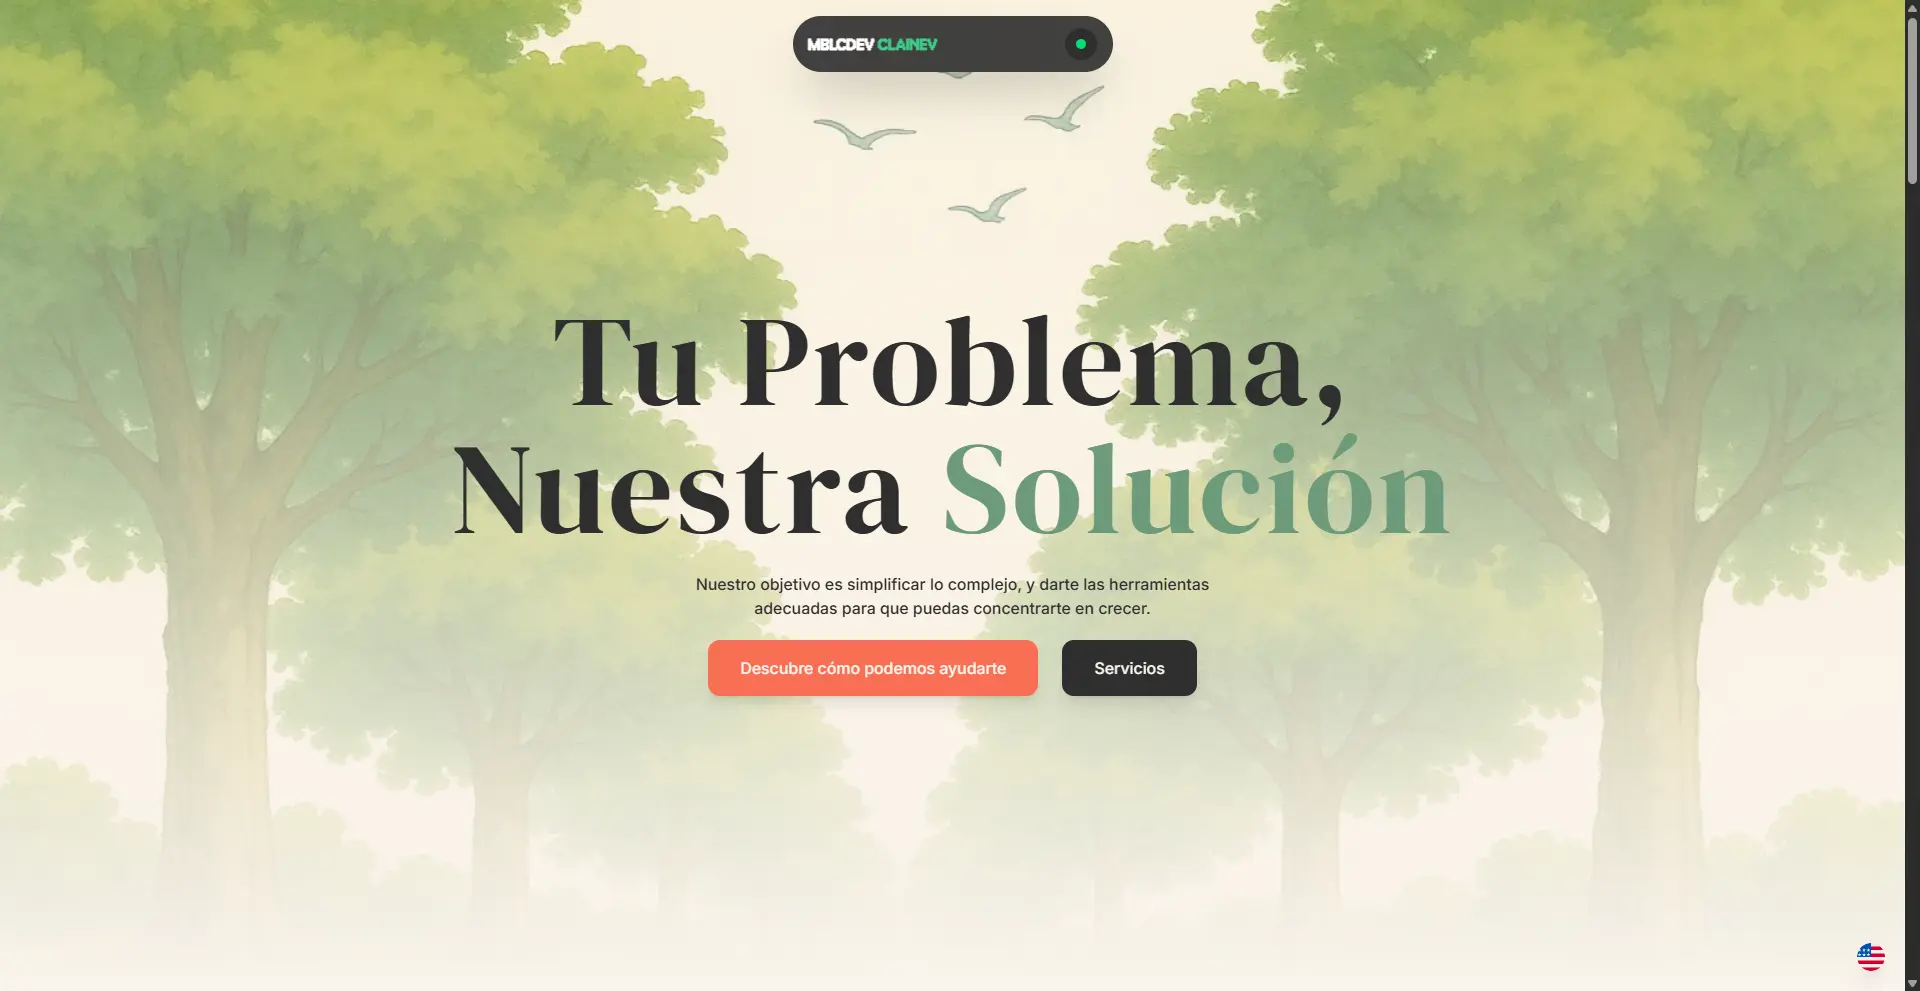 MBLCDEV CLAINEV
Tu Problema,
Nuestra Solución
Nuestro objetivo es simplificar lo complejo, y darte las herramientas
adecuadas para que puedas concentrarte en crecer.
Descubre cómo podemos ayudarte
Servicios